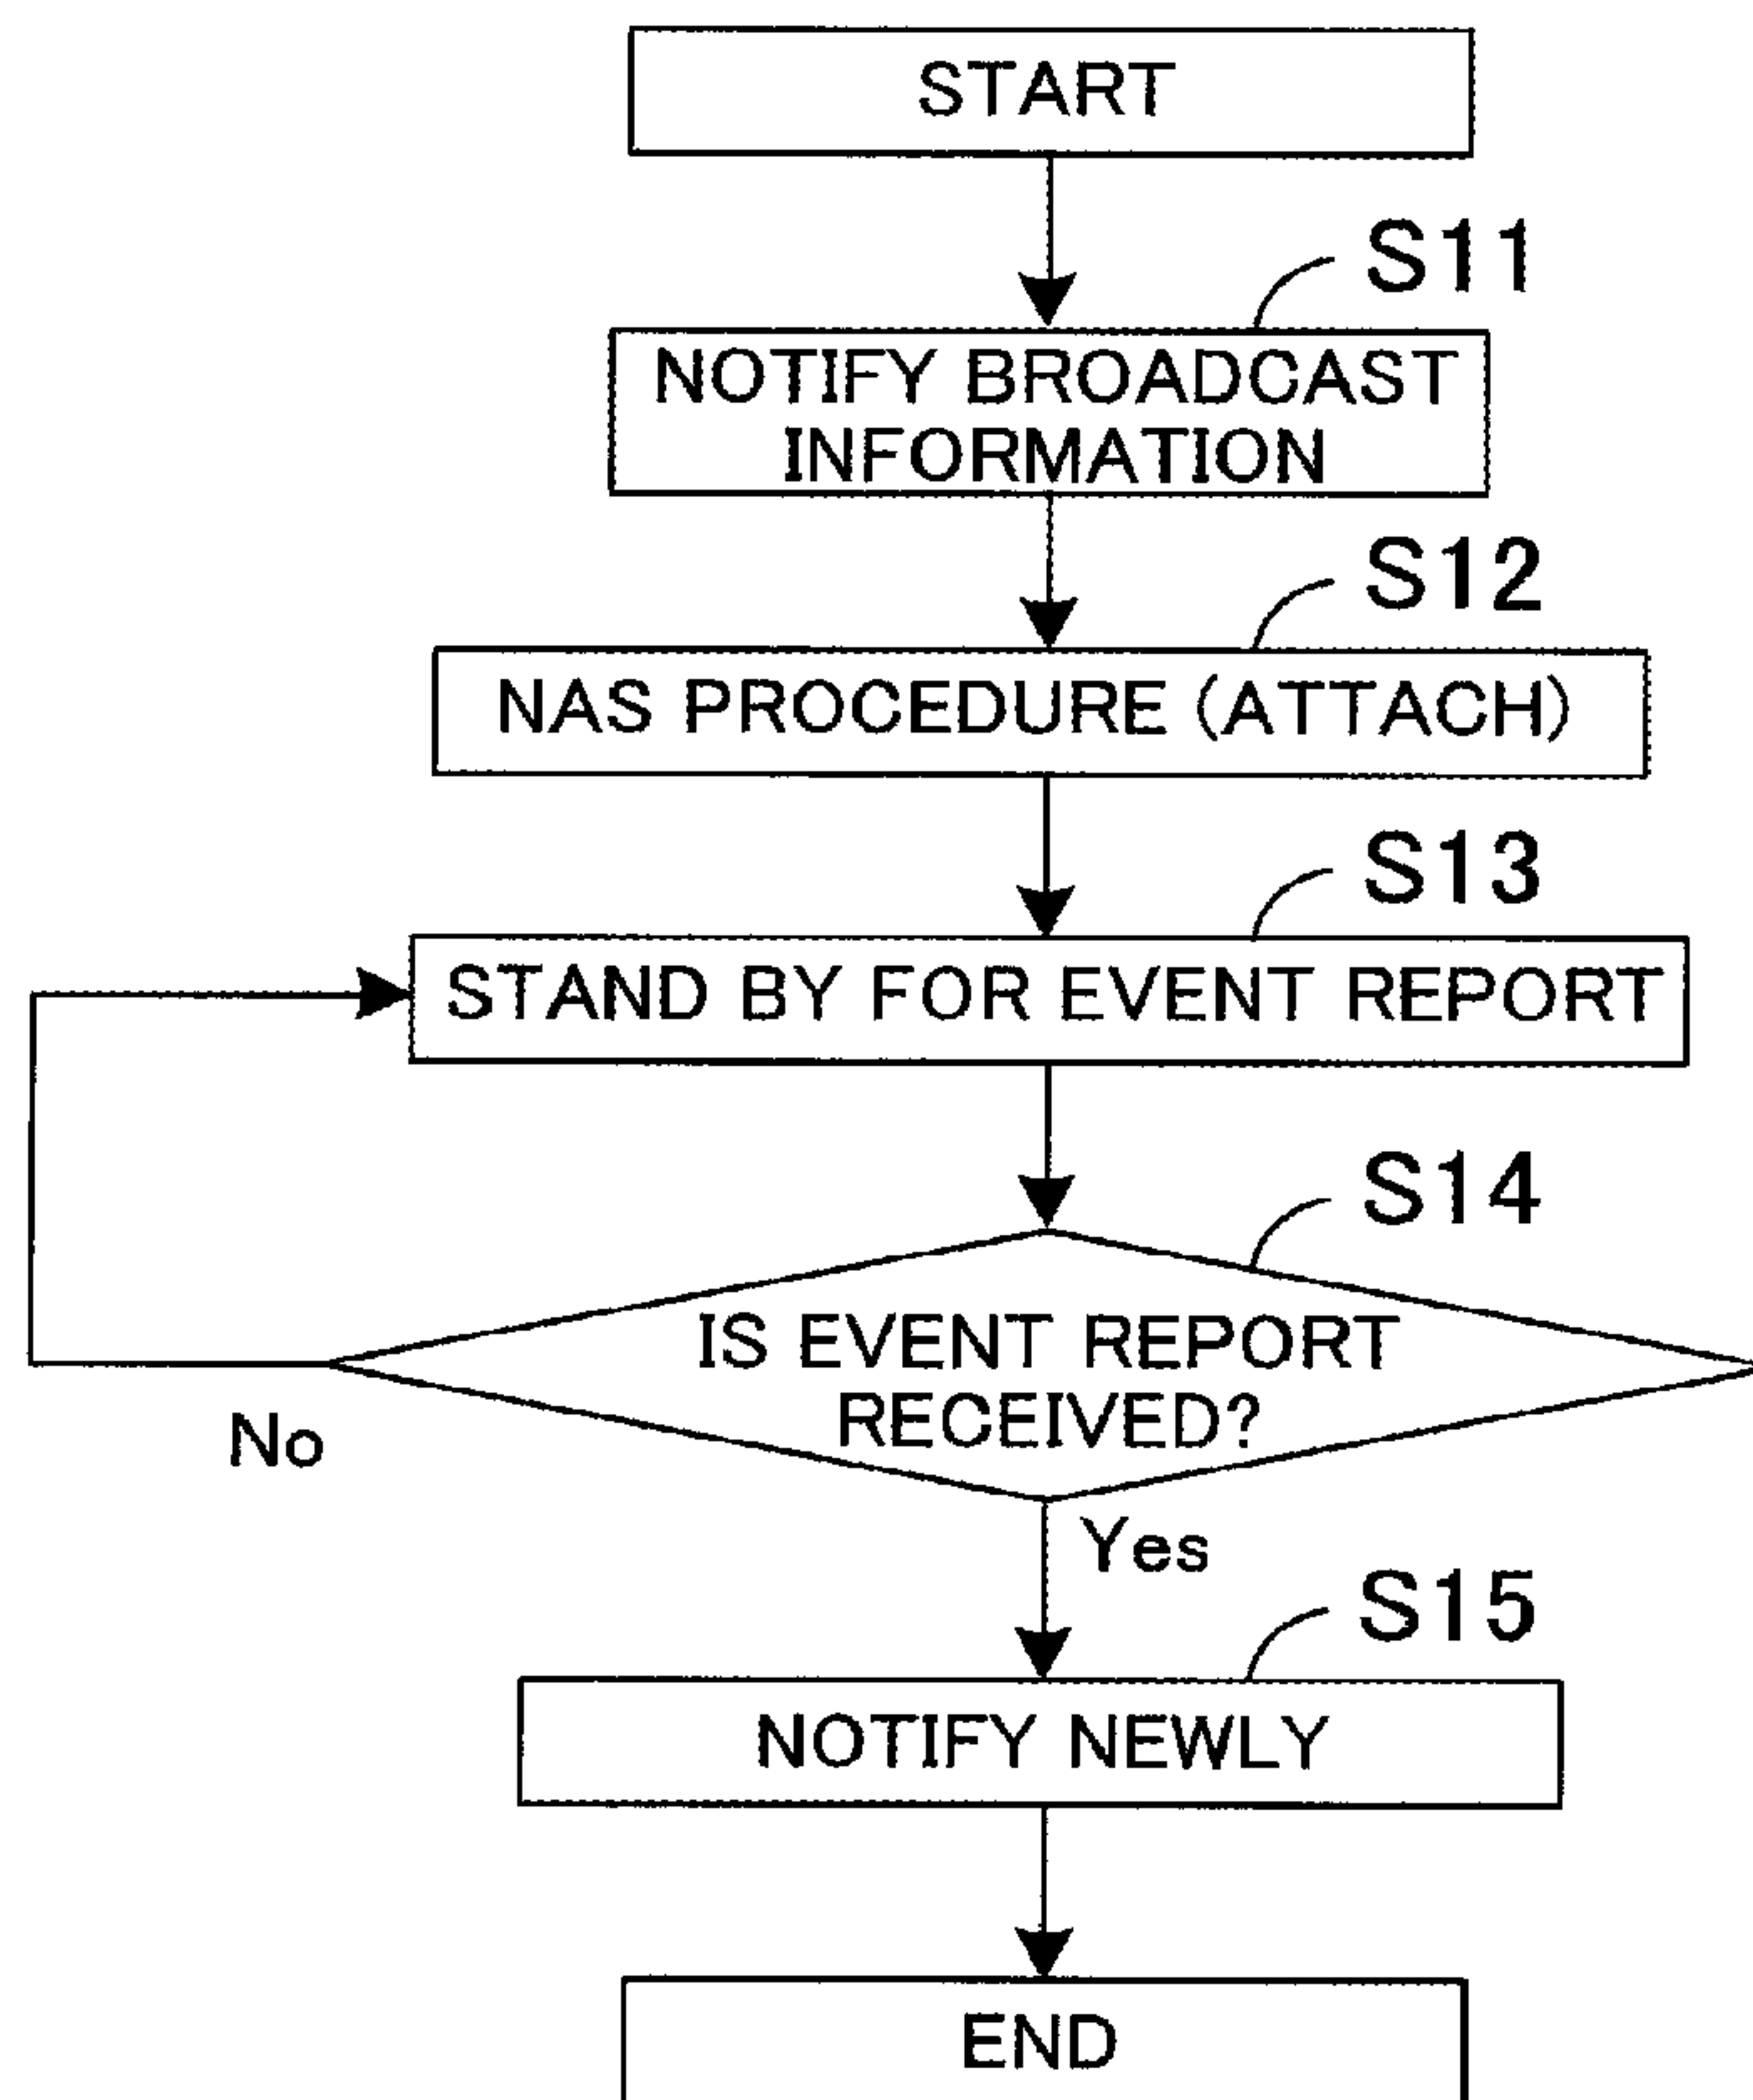 START
S11
NOTIFY BROADCAST
INFORMATION
S12
NAS PROCEDURE (ATTACH)
S13
STAND BY FOR EVENT REPORT
S14
IS EVENT REPORT
RECEIVED?
No
Yes
S15
NOTIFY NEWLY
END